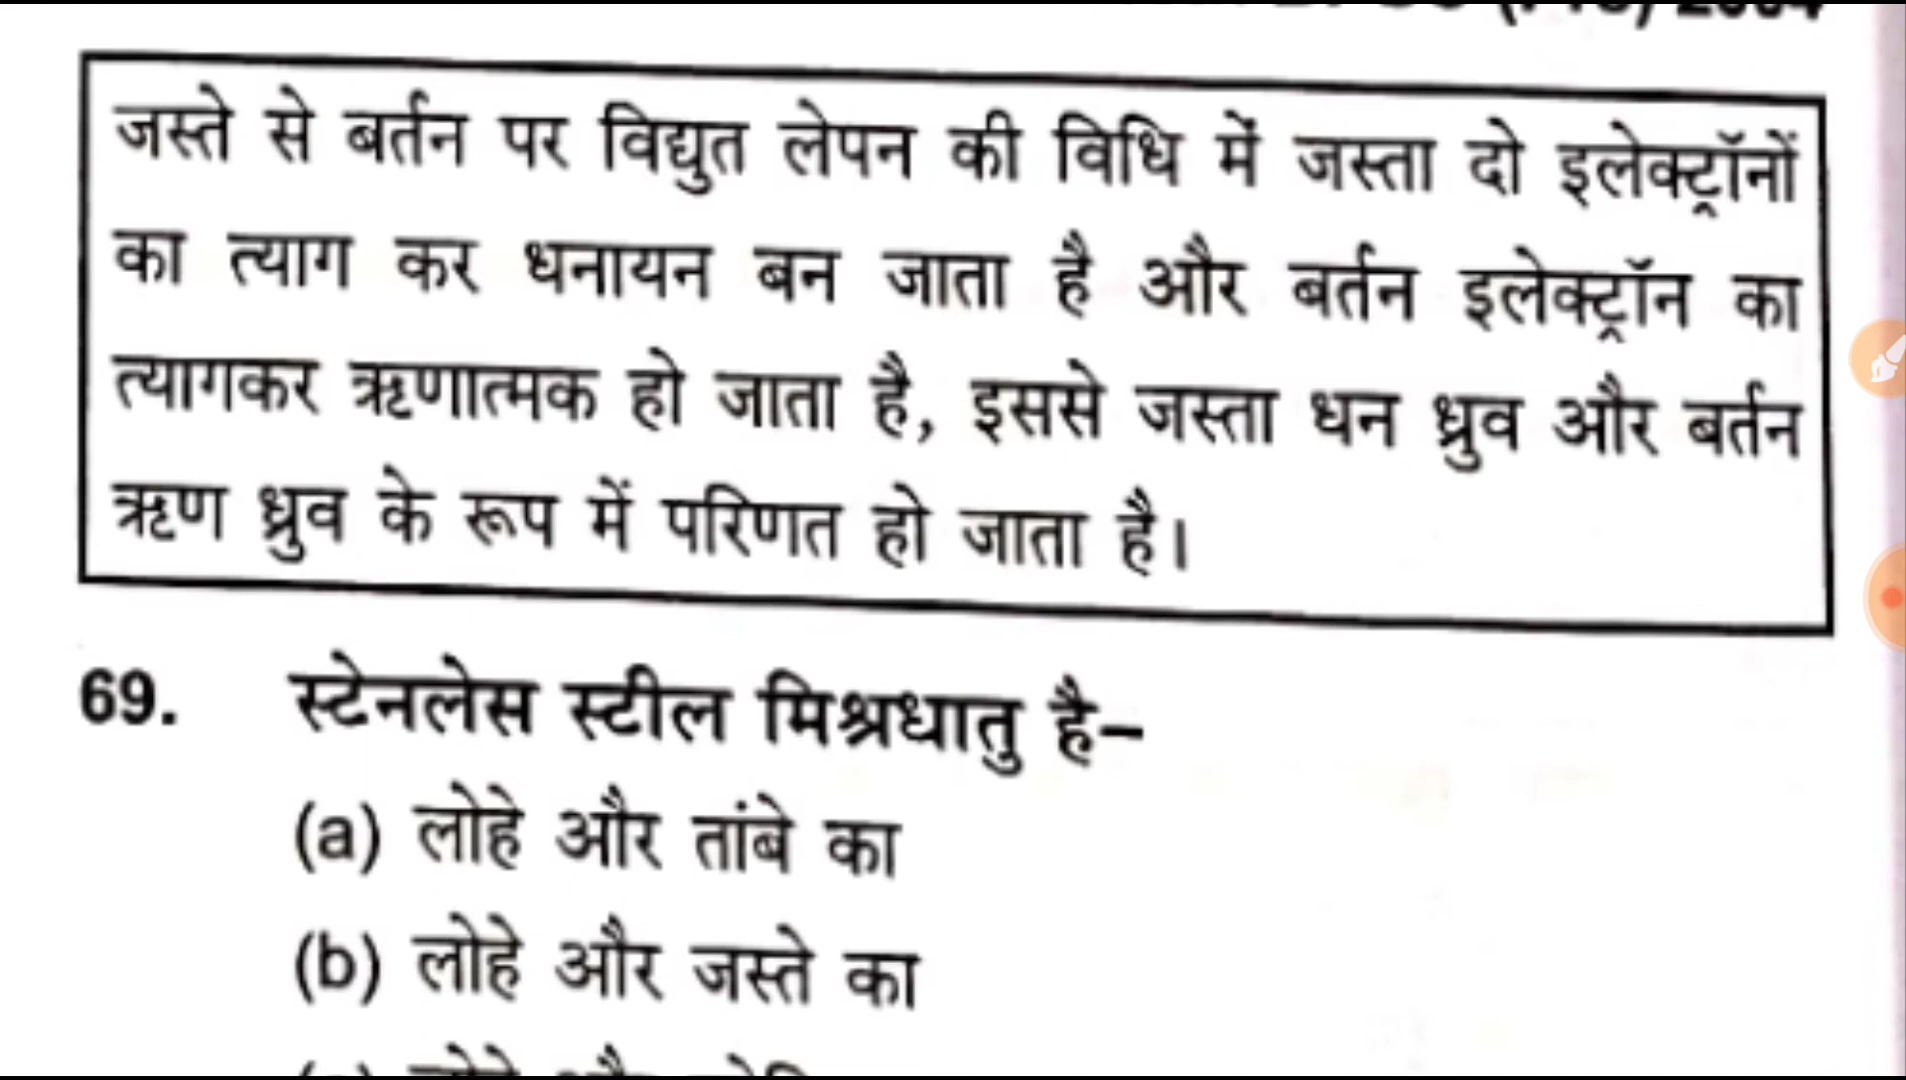 जस्ते से बर्तन पर विद्युत लेपन की विधि में जस्ता दो इलेक्ट्रॉनों
का त्याग कर धनायन बन जाता है और बर्तन इलेक्ट्रॉन का
त्यागकर ऋणात्मक हो जाता है, इससे जस्ता धन ध्रुव और बर्तन
ऋण ध्रुव के रूप में परिणत हो जाता है।
69. स्टेनलेस स्टील मिश्रधातु है–
(a) लोहे और तांबे का
(b) लोहे और जस्ते का